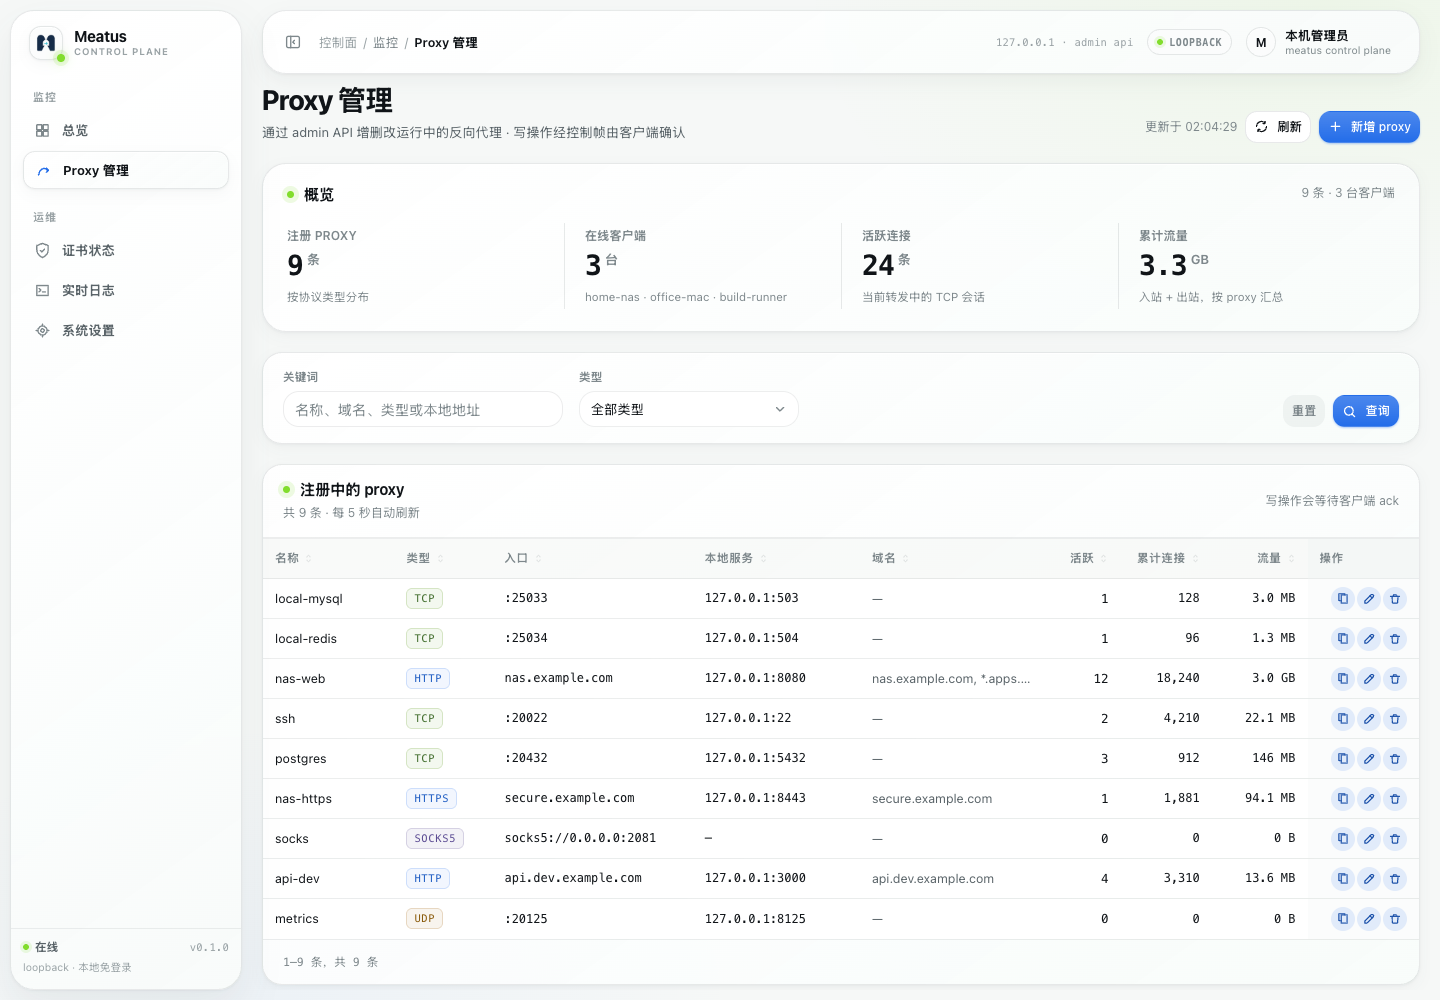 Meatus
CONTROL PLANE
监控
总览
Proxy 管理
运维
证书状态
实时日志
系统设置
在线
v0.1.0
loopback · 本地免登录
控制面 / 监控 / Proxy 管理
127.0.0.1 · admin api
LOOPBACK
M
本机管理员
meatus control plane
Proxy 管理
通过 admin API 增删改运行中的反向代理 · 写操作经控制帧由客户端确认
更新于 02:04:29
刷新
新增 proxy
概览
9 条 · 3 台客户端
注册 PROXY
9 条
按协议类型分布
在线客户端
3 台
home-nas · office-mac · build-runner
活跃连接
24 条
当前转发中的 TCP 会话
累计流量
3.3 GB
入站 + 出站，按 proxy 汇总
关键词
名称、域名、类型或本地地址
类型
全部类型
重置
查询
注册中的 proxy
共 9 条 · 每 5 秒自动刷新
写操作会等待客户端 ack
名称 类型 入口 本地服务 域名 活跃 累计连接 流量 操作
local-mysql TCP :25033 127.0.0.1:503 — 1 128 3.0 MB
local-redis TCP :25034 127.0.0.1:504 — 1 96 1.3 MB
nas-web HTTP nas.example.com 127.0.0.1:8080 nas.example.com, *.apps.... 12 18,240 3.0 GB
ssh TCP :20022 127.0.0.1:22 — 2 4,210 22.1 MB
postgres TCP :20432 127.0.0.1:5432 — 3 912 146 MB
nas-https HTTPS secure.example.com 127.0.0.1:8443 secure.example.com 1 1,881 94.1 MB
socks SOCKS5 socks5://0.0.0.0:2081 — — 0 0 0 B
api-dev HTTP api.dev.example.com 127.0.0.1:3000 api.dev.example.com 4 3,310 13.6 MB
metrics UDP :20125 127.0.0.1:8125 — 0 0 0 B
1—9 条, 共 9 条